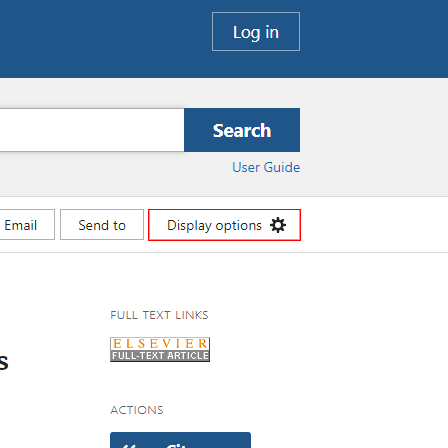 Log in
Search
User Guide
Email
Send to
Display options
FULL TEXT LINKS
ELSEVIER
FULL-TEXT ARTICLE
s
ACTIONS